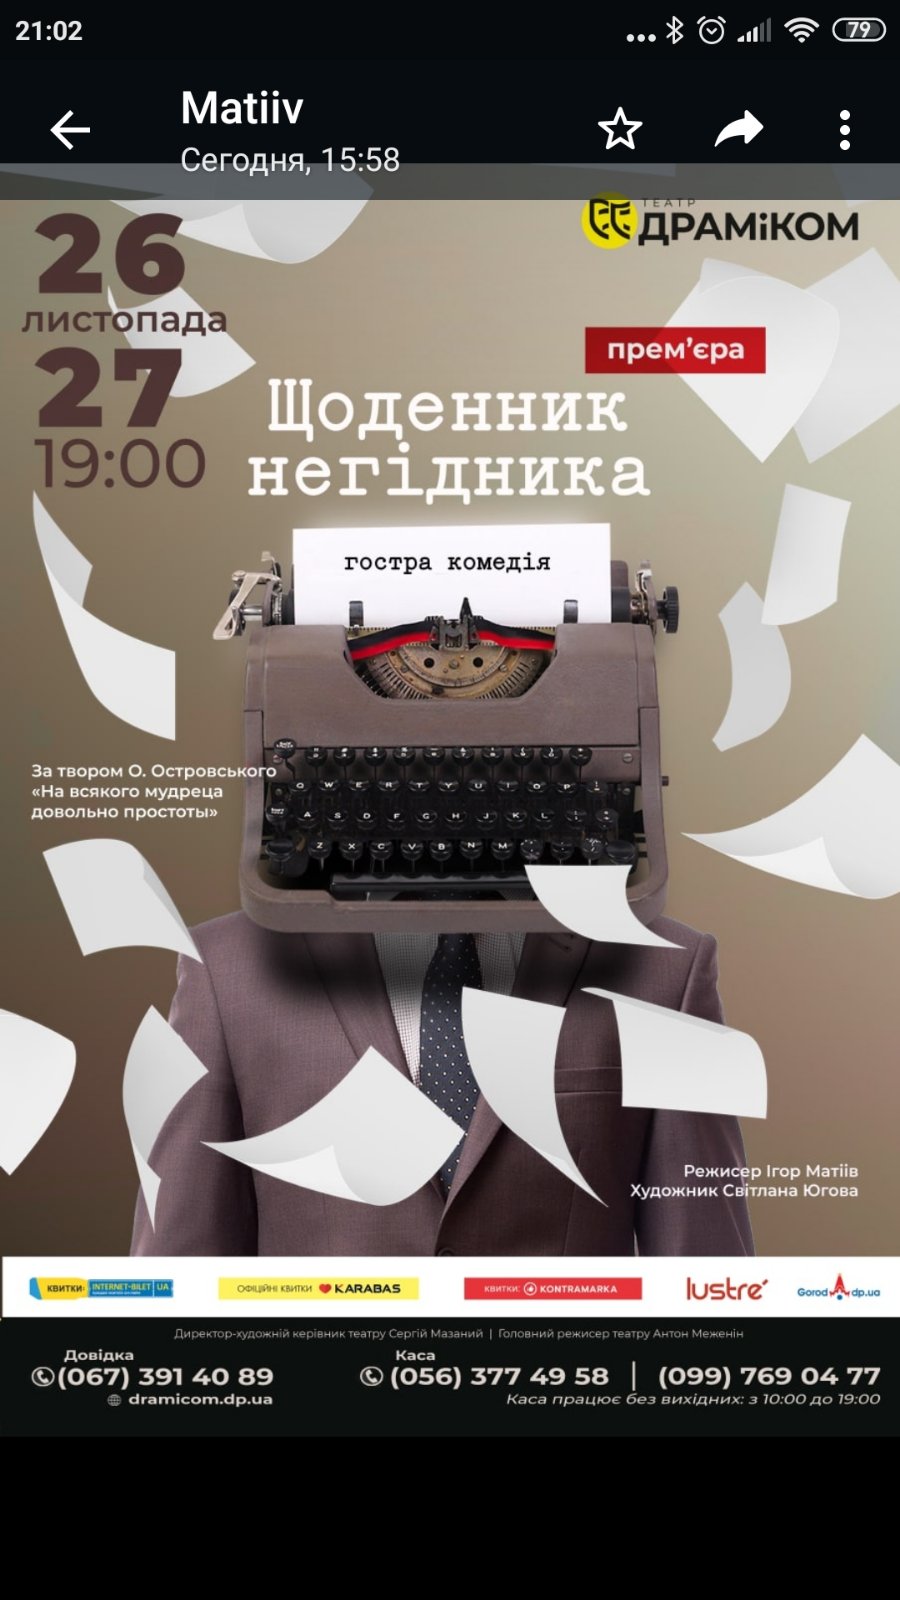 21:02
79
Matiiv
Сегодня, 15:58
26
листопада
27
19:00
ТЕАТР
ДРАМіКОМ
прем’єра
Щоденник
негідника
гостра комедія
Q W E R T Y U I O P
A S D F G H J K L
Z X C V B N M
За твором О. Островського
«На всякого мудреца
довольно простоты»
Режисер Ігор Матіїв
Художник Світлана Югова
КВИТКИ: INTERNET-BILET UA
ОФІЦІЙНІ КВИТКИ KARABAS
КВИТКИ: KONTRAMARKA
lustre
Gorod dp.ua
Директор-художній керівник театру Сергій Мазаний | Головний режисер театру Антон Меженін
Довідка
(067) 391 40 89
dramicom.dp.ua
Каса
(056) 377 49 58 | (099) 769 04 77
Каса працює без вихідних: з 10:00 до 19:00